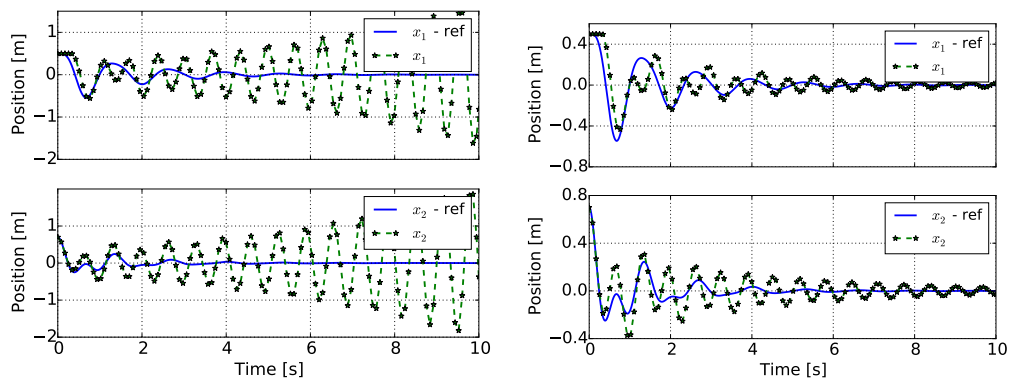 Position [m]
1
0
−1
−2
x1 - ref
x1
Position [m]
2
1
0
−1
−2
x2 - ref
x2
0 2 4 6 8 10
Time [s]
Position [m]
0.4
0.0
−0.4
−0.8
x1 - ref
x1
Position [m]
0.8
0.4
0.0
−0.4
x2 - ref
x2
0 2 4 6 8 10
Time [s]